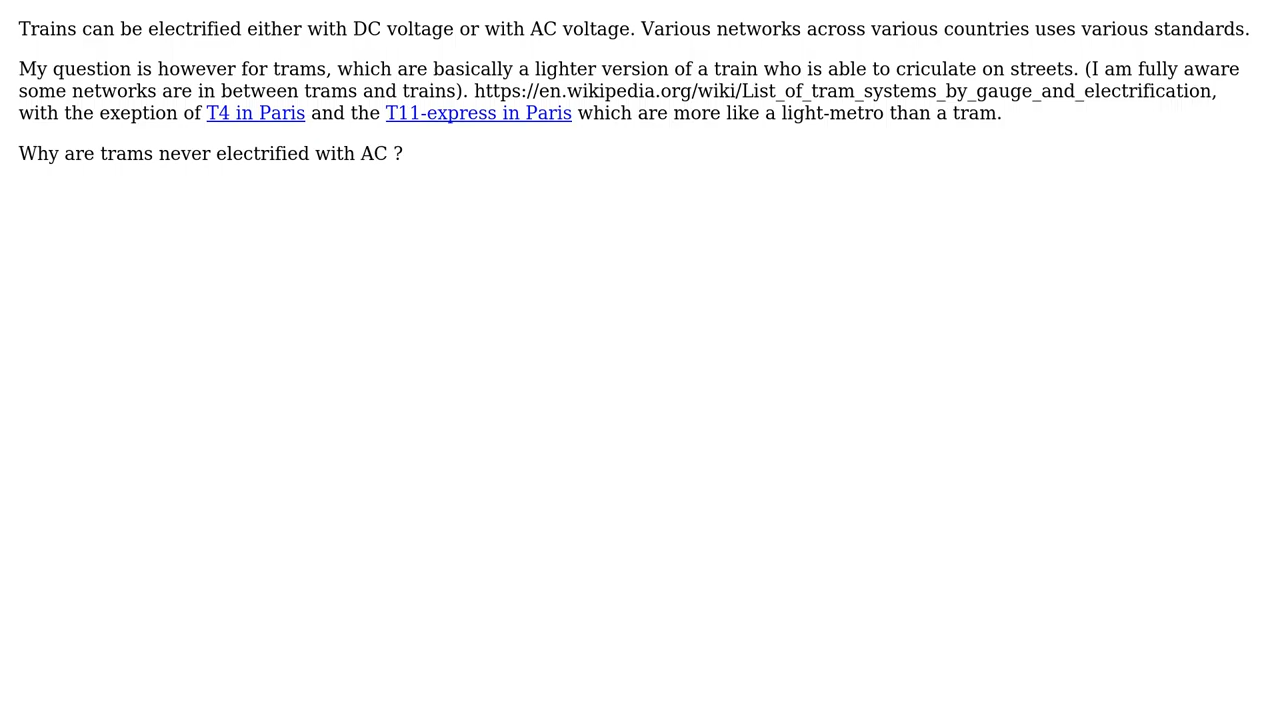 Trains can be electrified either with DC voltage or with AC voltage. Various networks across various countries uses various standards.
My question is however for trams, which are basically a lighter version of a train who is able to criculate on streets. (I am fully aware
some networks are in between trams and trains). https://en.wikipedia.org/wiki/List_of_tram_systems_by_gauge_and_electrification,
with the exeption of T4 in Paris and the T11-express in Paris which are more like a light-metro than a tram.
Why are trams never electrified with AC ?